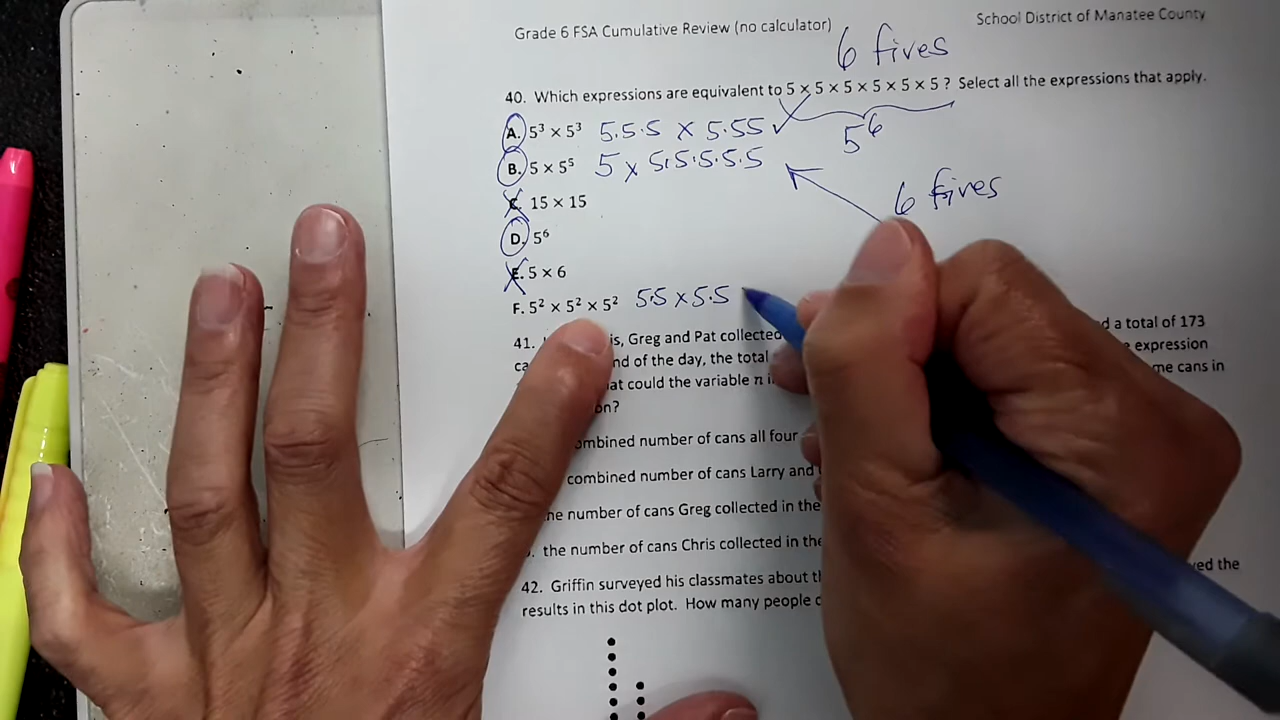 Grade 6 FSA Cumulative Review (no calculator)
School District of Manatee County
6 fives
40. Which expressions are equivalent to 5 × 5 × 5 × 5 × 5 × 5 ? Select all the expressions that apply.
A. 5³ × 5³ 5.5.5 × 5.55 ✓
5⁶
B. 5 × 5⁵ 5 × 5.5.5.5.5
6 fives
C. 15 × 15
D. 5⁶
E. 5 × 6
F. 5² × 5² × 5² 5.5 × 5.5
41. is, Greg and Pat collected a total of 173
nd of the day, the total expression
at could the variable n me cans in
on?
ombined number of cans all four
combined number of cans Larry and
he number of cans Greg collected in the
the number of cans Chris collected in the
42. Griffin surveyed his classmates about the
results in this dot plot. How many people